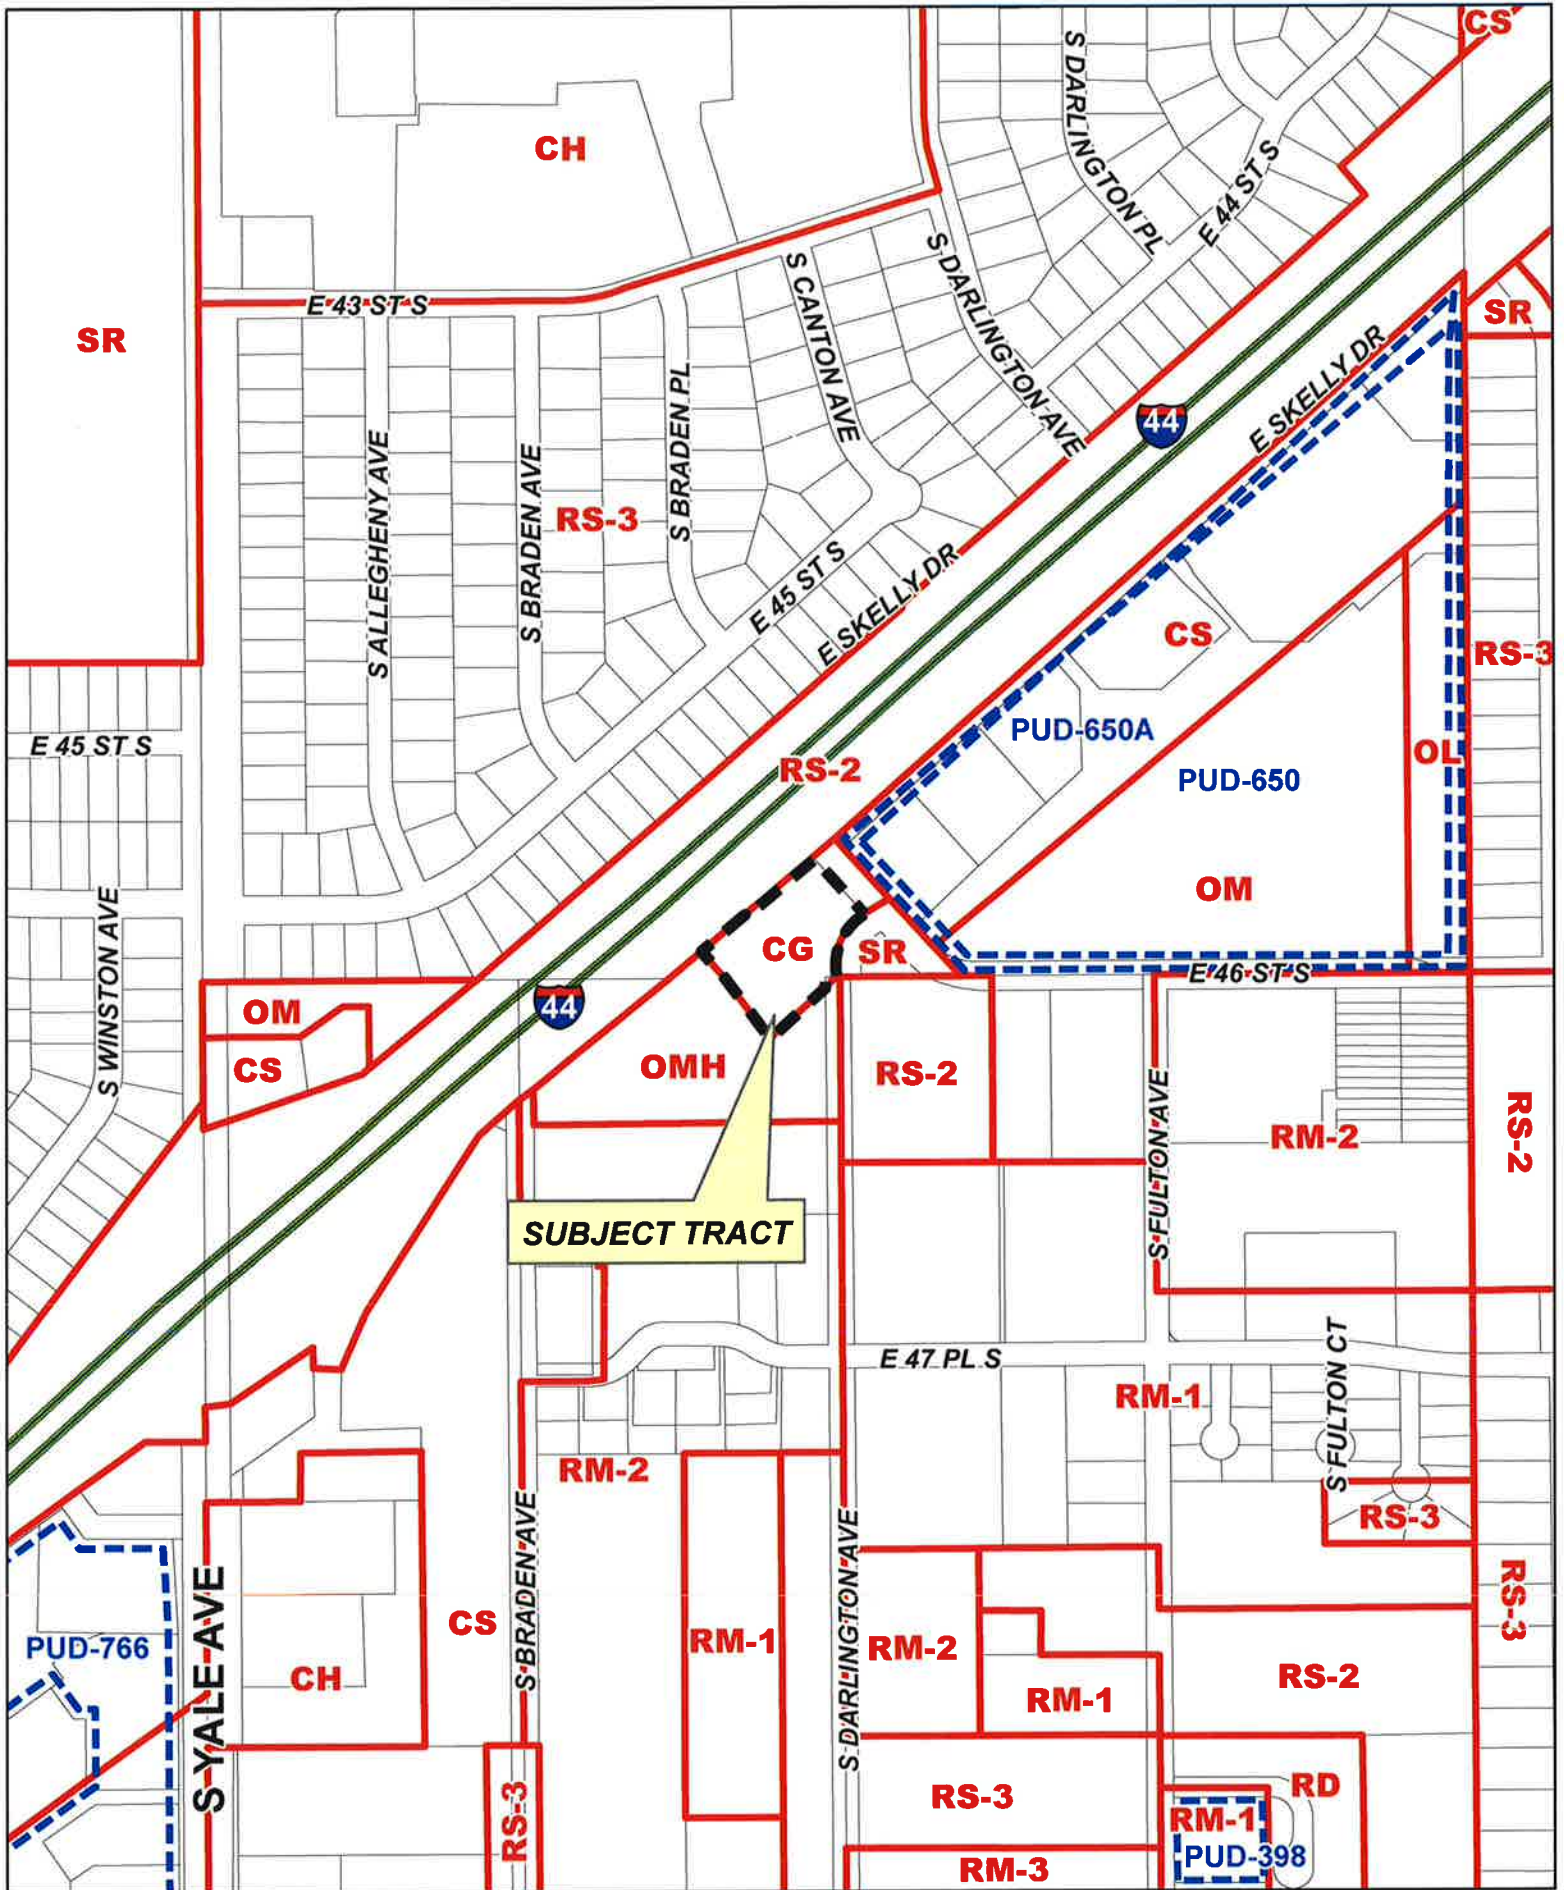 CS
S DARLINGTON PL
CH
E 44 ST S
S DARLINGTON AVE
S CANTON AVE
E 43 ST S
SR
SR
E SKELLY DR
44
S BRADEN PL
S ALLEGHENY AVE
S BRADEN AVE
RS-3
E 45 ST S
E SKELLY DR
CS
RS-3
PUD-650A
E 45 ST S
OL
RS-2
PUD-650
OM
S WINSTON AVE
CG
SR
E 46 ST S
44
OM
CS
OMH
RS-2
S FULTON AVE
RM-2
RS-2
SUBJECT TRACT
E 47 PL S
S FULTON CT
RM-1
RM-2
RS-3
S YALE AVE
S BRADEN AVE
S DARLINGTON AVE
CS
RM-1
RM-2
RS-3
PUD-766
CH
RM-1
RS-2
RS-3
RS-3
RD
RM-1
PUD-398
RM-3